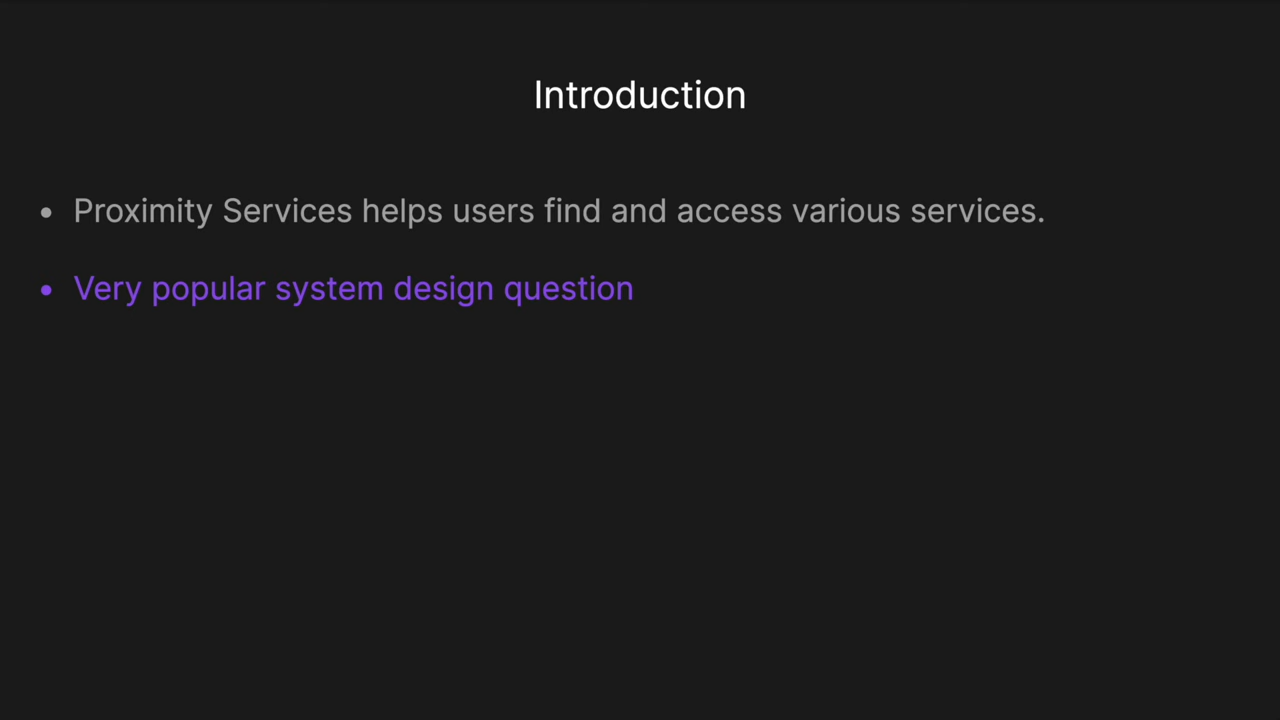 Introduction
• Proximity Services helps users find and access various services.
• Very popular system design question